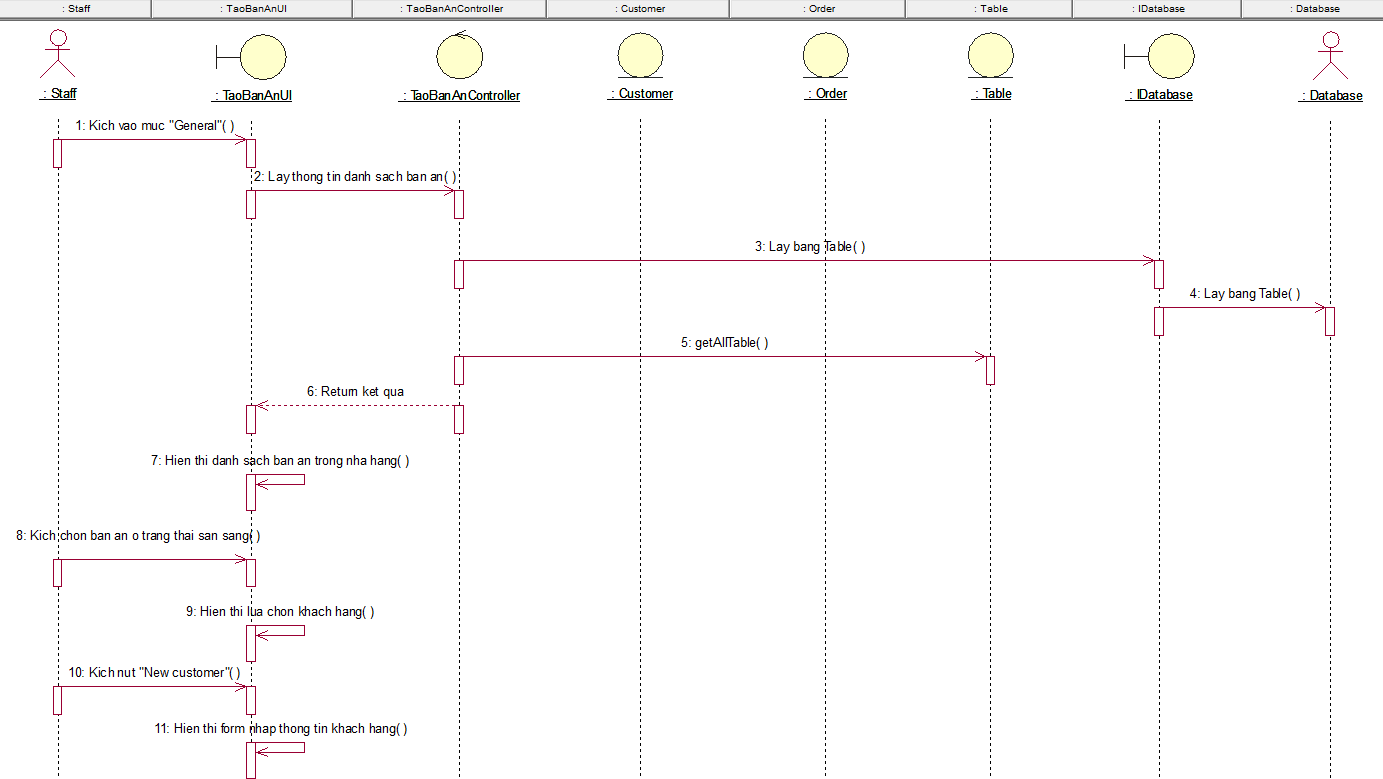 : Staff
: TaoBanAnUI
: TaoBanAnController
: Customer
: Order
: Table
: IDatabase
: Database
: Staff
: TaoBanAnUI
: TaoBanAnController
: Customer
: Order
: Table
: IDatabase
: Database
1: Kich vao muc "General"( )
2: Lay thong tin danh sach ban an( )
3: Lay bang Table( )
4: Lay bang Table( )
5: getAllTable( )
6: Return ket qua
7: Hien thi danh sach ban an trong nha hang( )
8: Kich chon ban an o trang thai san sang( )
9: Hien thi lua chon khach hang( )
10: Kich nut "New customer"( )
11: Hien thi form nhap thong tin khach hang( )